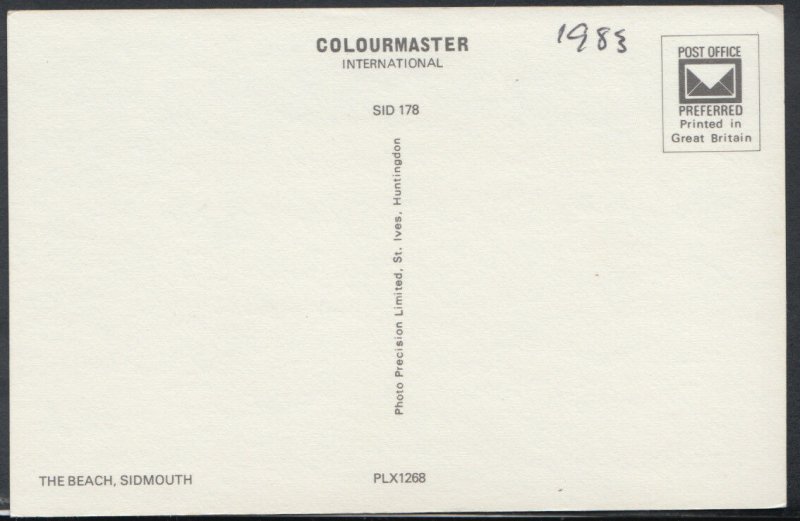 COLOURMASTER
INTERNATIONAL
1983
POST OFFICE
PREFERRED
Printed in
Great Britain
SID 178
Photo Precision Limited, St. Ives, Huntingdon
THE BEACH, SIDMOUTH
PLX1268